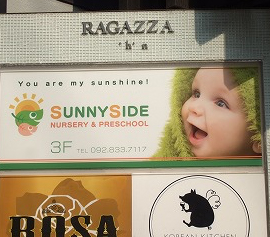 RAGAZZA
You are my sunshine!
SUNNYSIDE
NURSERY & PRESCHOOL
3F TEL 092.833.7117
ROSA
KOREAN KITCHEN